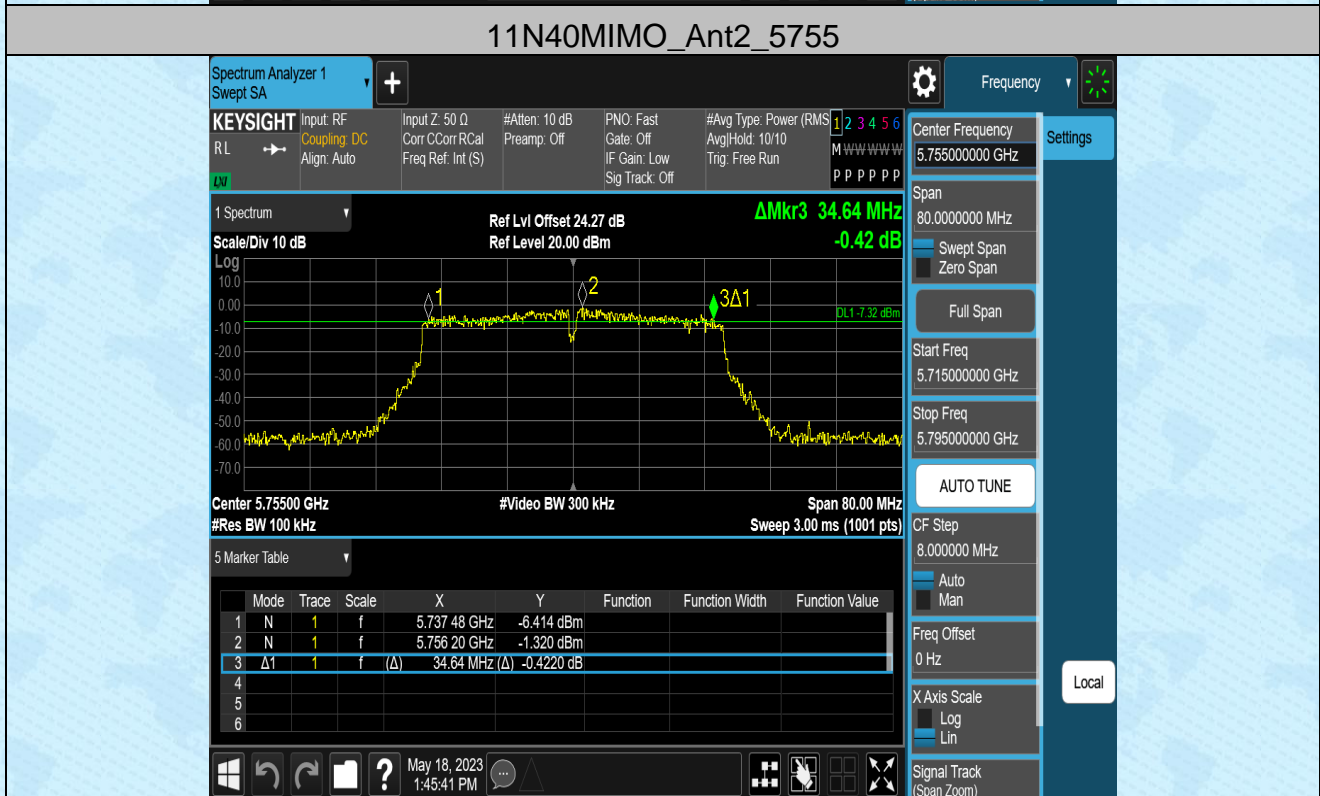 11N40MIMO_Ant2_5755
Spectrum Analyzer 1
Swept SA
+
Frequency
KEYSIGHT
RL
LXI
Input: RF
Coupling: DC
Align: Auto
Input Z: 50 Ω
Corr CCorr RCal
Freq Ref: Int (S)
#Atten: 10 dB
Preamp: Off
PNO: Fast
Gate: Off
IF Gain: Low
Sig Track: Off
#Avg Type: Power (RMS
Avg|Hold: 10/10
Trig: Free Run
1 2 3 4 5 6
M W W W W W
P P P P P P
1 Spectrum
Scale/Div 10 dB
Ref Lvl Offset 24.27 dB
Ref Level 20.00 dBm
ΔMkr3 34.64 MHz
-0.42 dB
Log
10.0
0.00
-10.0
-20.0
-30.0
-40.0
-50.0
-60.0
-70.0
1
2
3Δ1
DL1 -7.32 dBm
Center 5.75500 GHz
#Video BW 300 kHz
Span 80.00 MHz
#Res BW 100 kHz
Sweep 3.00 ms (1001 pts)
5 Marker Table
Mode Trace Scale X Y Function Function Width Function Value
1 N 1 f 5.737 48 GHz -6.414 dBm
2 N 1 f 5.756 20 GHz -1.320 dBm
3 Δ1 1 f (Δ) 34.64 MHz (Δ) -0.4220 dB
4
5
6
?
May 18, 2023
1:45:41 PM
Center Frequency
5.755000000 GHz
Settings
Span
80.0000000 MHz
Swept Span
Zero Span
Full Span
Start Freq
5.715000000 GHz
Stop Freq
5.795000000 GHz
AUTO TUNE
CF Step
8.000000 MHz
Auto
Man
Freq Offset
0 Hz
X Axis Scale
Log
Lin
Local
Signal Track
(Span Zoom)